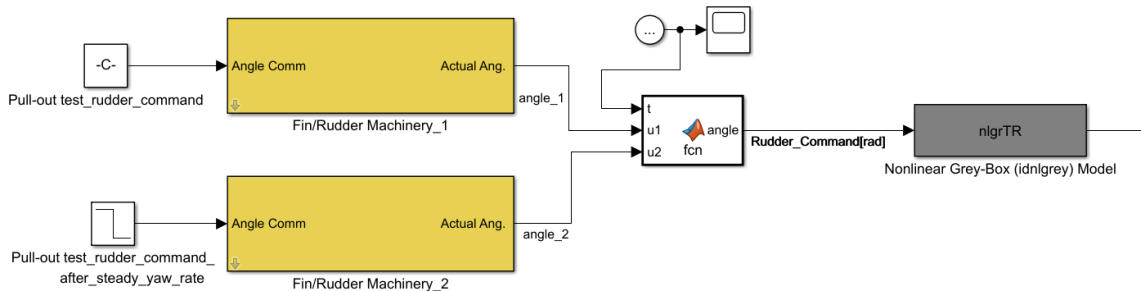 ...
-C-
Angle Comm
Actual Ang.
Pull-out test_rudder_command
angle_1
Fin/Rudder Machinery_1
t
u1
u2
angle
fcn
Rudder_Command[rad]
nlgrTR
Nonlinear Grey-Box (idnlgrey) Model
Angle Comm
Actual Ang.
angle_2
Pull-out test_rudder_command_
after_steady_yaw_rate
Fin/Rudder Machinery_2